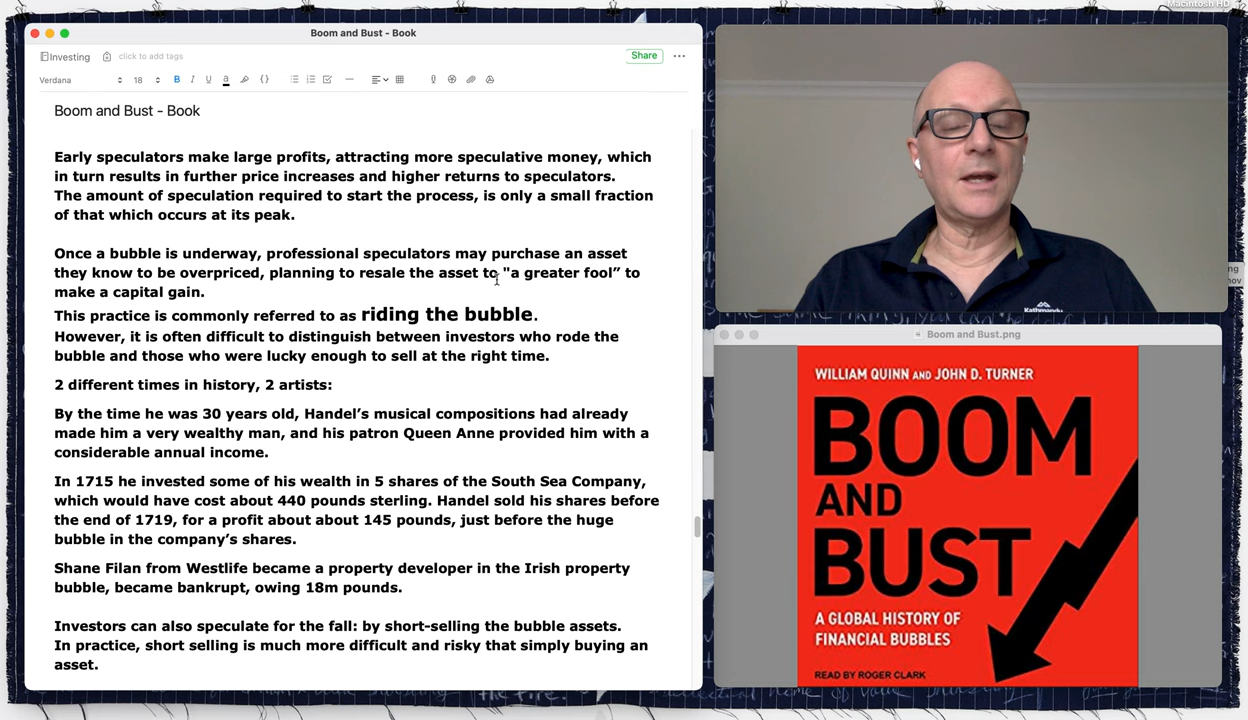 Macintosh HD
Boom and Bust - Book
Investing
click to add tags
Share
Verdana
18
B I U a
Boom and Bust - Book
Early speculators make large profits, attracting more speculative money, which
in turn results in further price increases and higher returns to speculators.
The amount of speculation required to start the process, is only a small fraction
of that which occurs at its peak.
Once a bubble is underway, professional speculators may purchase an asset
they know to be overpriced, planning to resale the asset to "a greater fool” to
make a capital gain.
This practice is commonly referred to as riding the bubble.
However, it is often difficult to distinguish between investors who rode the
bubble and those who were lucky enough to sell at the right time.
2 different times in history, 2 artists:
By the time he was 30 years old, Handel’s musical compositions had already
made him a very wealthy man, and his patron Queen Anne provided him with a
considerable annual income.
In 1715 he invested some of his wealth in 5 shares of the South Sea Company,
which would have cost about 440 pounds sterling. Handel sold his shares before
the end of 1719, for a profit about about 145 pounds, just before the huge
bubble in the company’s shares.
Shane Filan from Westlife became a property developer in the Irish property
bubble, became bankrupt, owing 18m pounds.
Investors can also speculate for the fall: by short-selling the bubble assets.
In practice, short selling is much more difficult and risky that simply buying an
asset.
Kathmandu
ng
nov
Boom and Bust.png
WILLIAM QUINN AND JOHN D. TURNER
BOOM
AND
BUST
A GLOBAL HISTORY OF
FINANCIAL BUBBLES
READ BY ROGER CLARK
the fire.